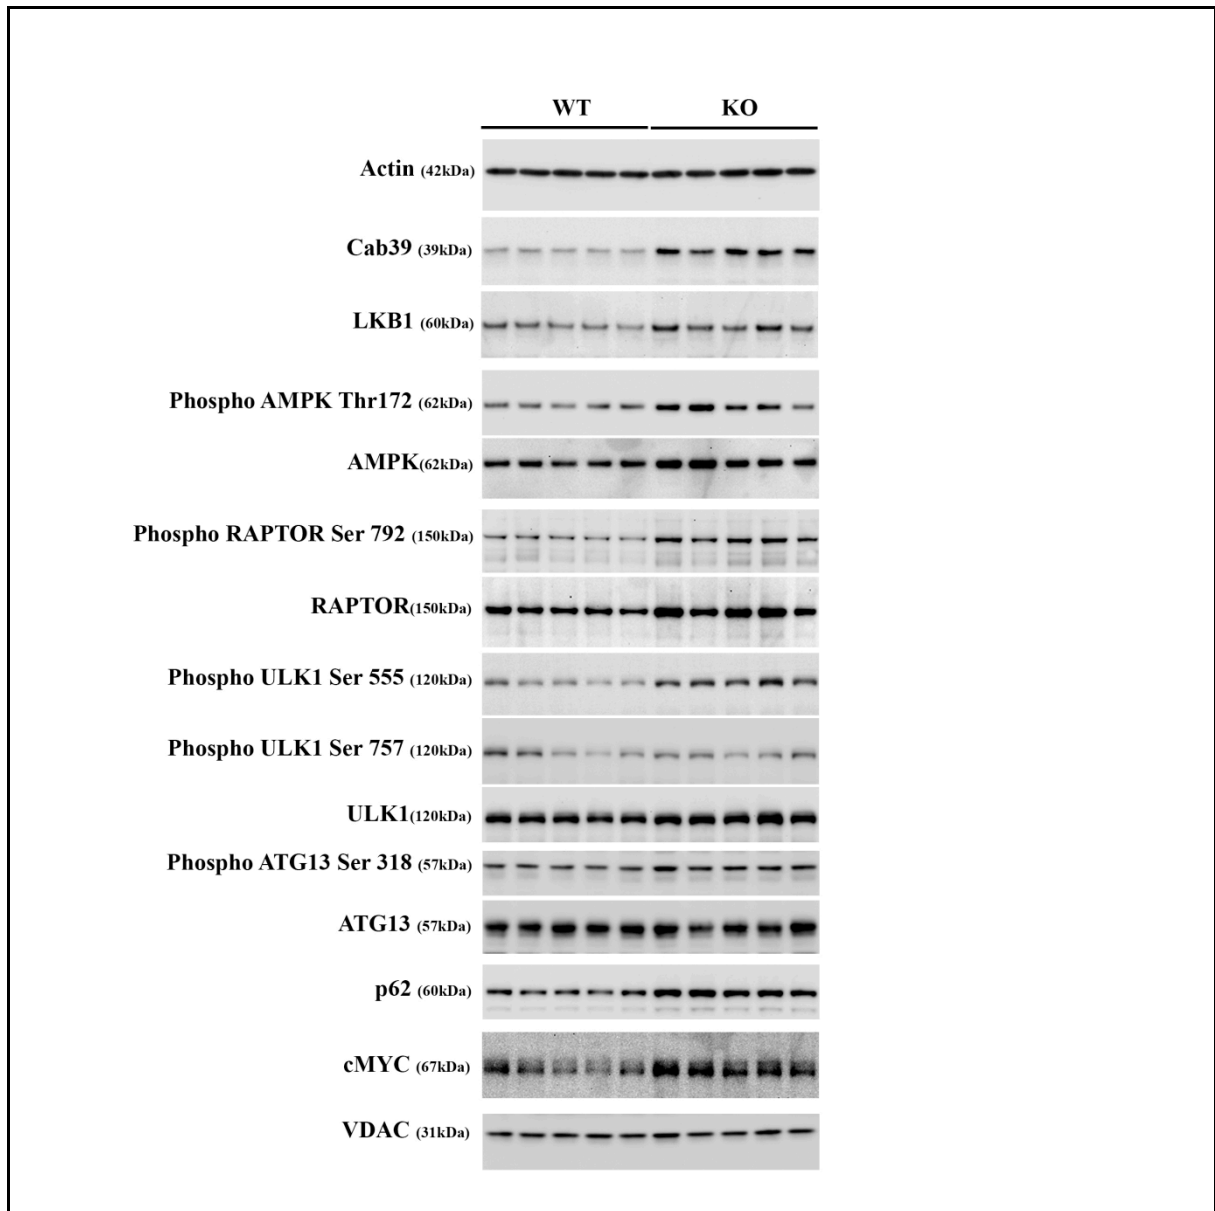 WT KO
Actin (42kDa)
Cab39 (39kDa)
LKB1 (60kDa)
Phospho AMPK Thr172 (62kDa)
AMPK(62kDa)
Phospho RAPTOR Ser 792 (150kDa)
RAPTOR(150kDa)
Phospho ULK1 Ser 555 (120kDa)
Phospho ULK1 Ser 757 (120kDa)
ULK1(120kDa)
Phospho ATG13 Ser 318 (57kDa)
ATG13 (57kDa)
p62 (60kDa)
cMYC (67kDa)
VDAC (31kDa)